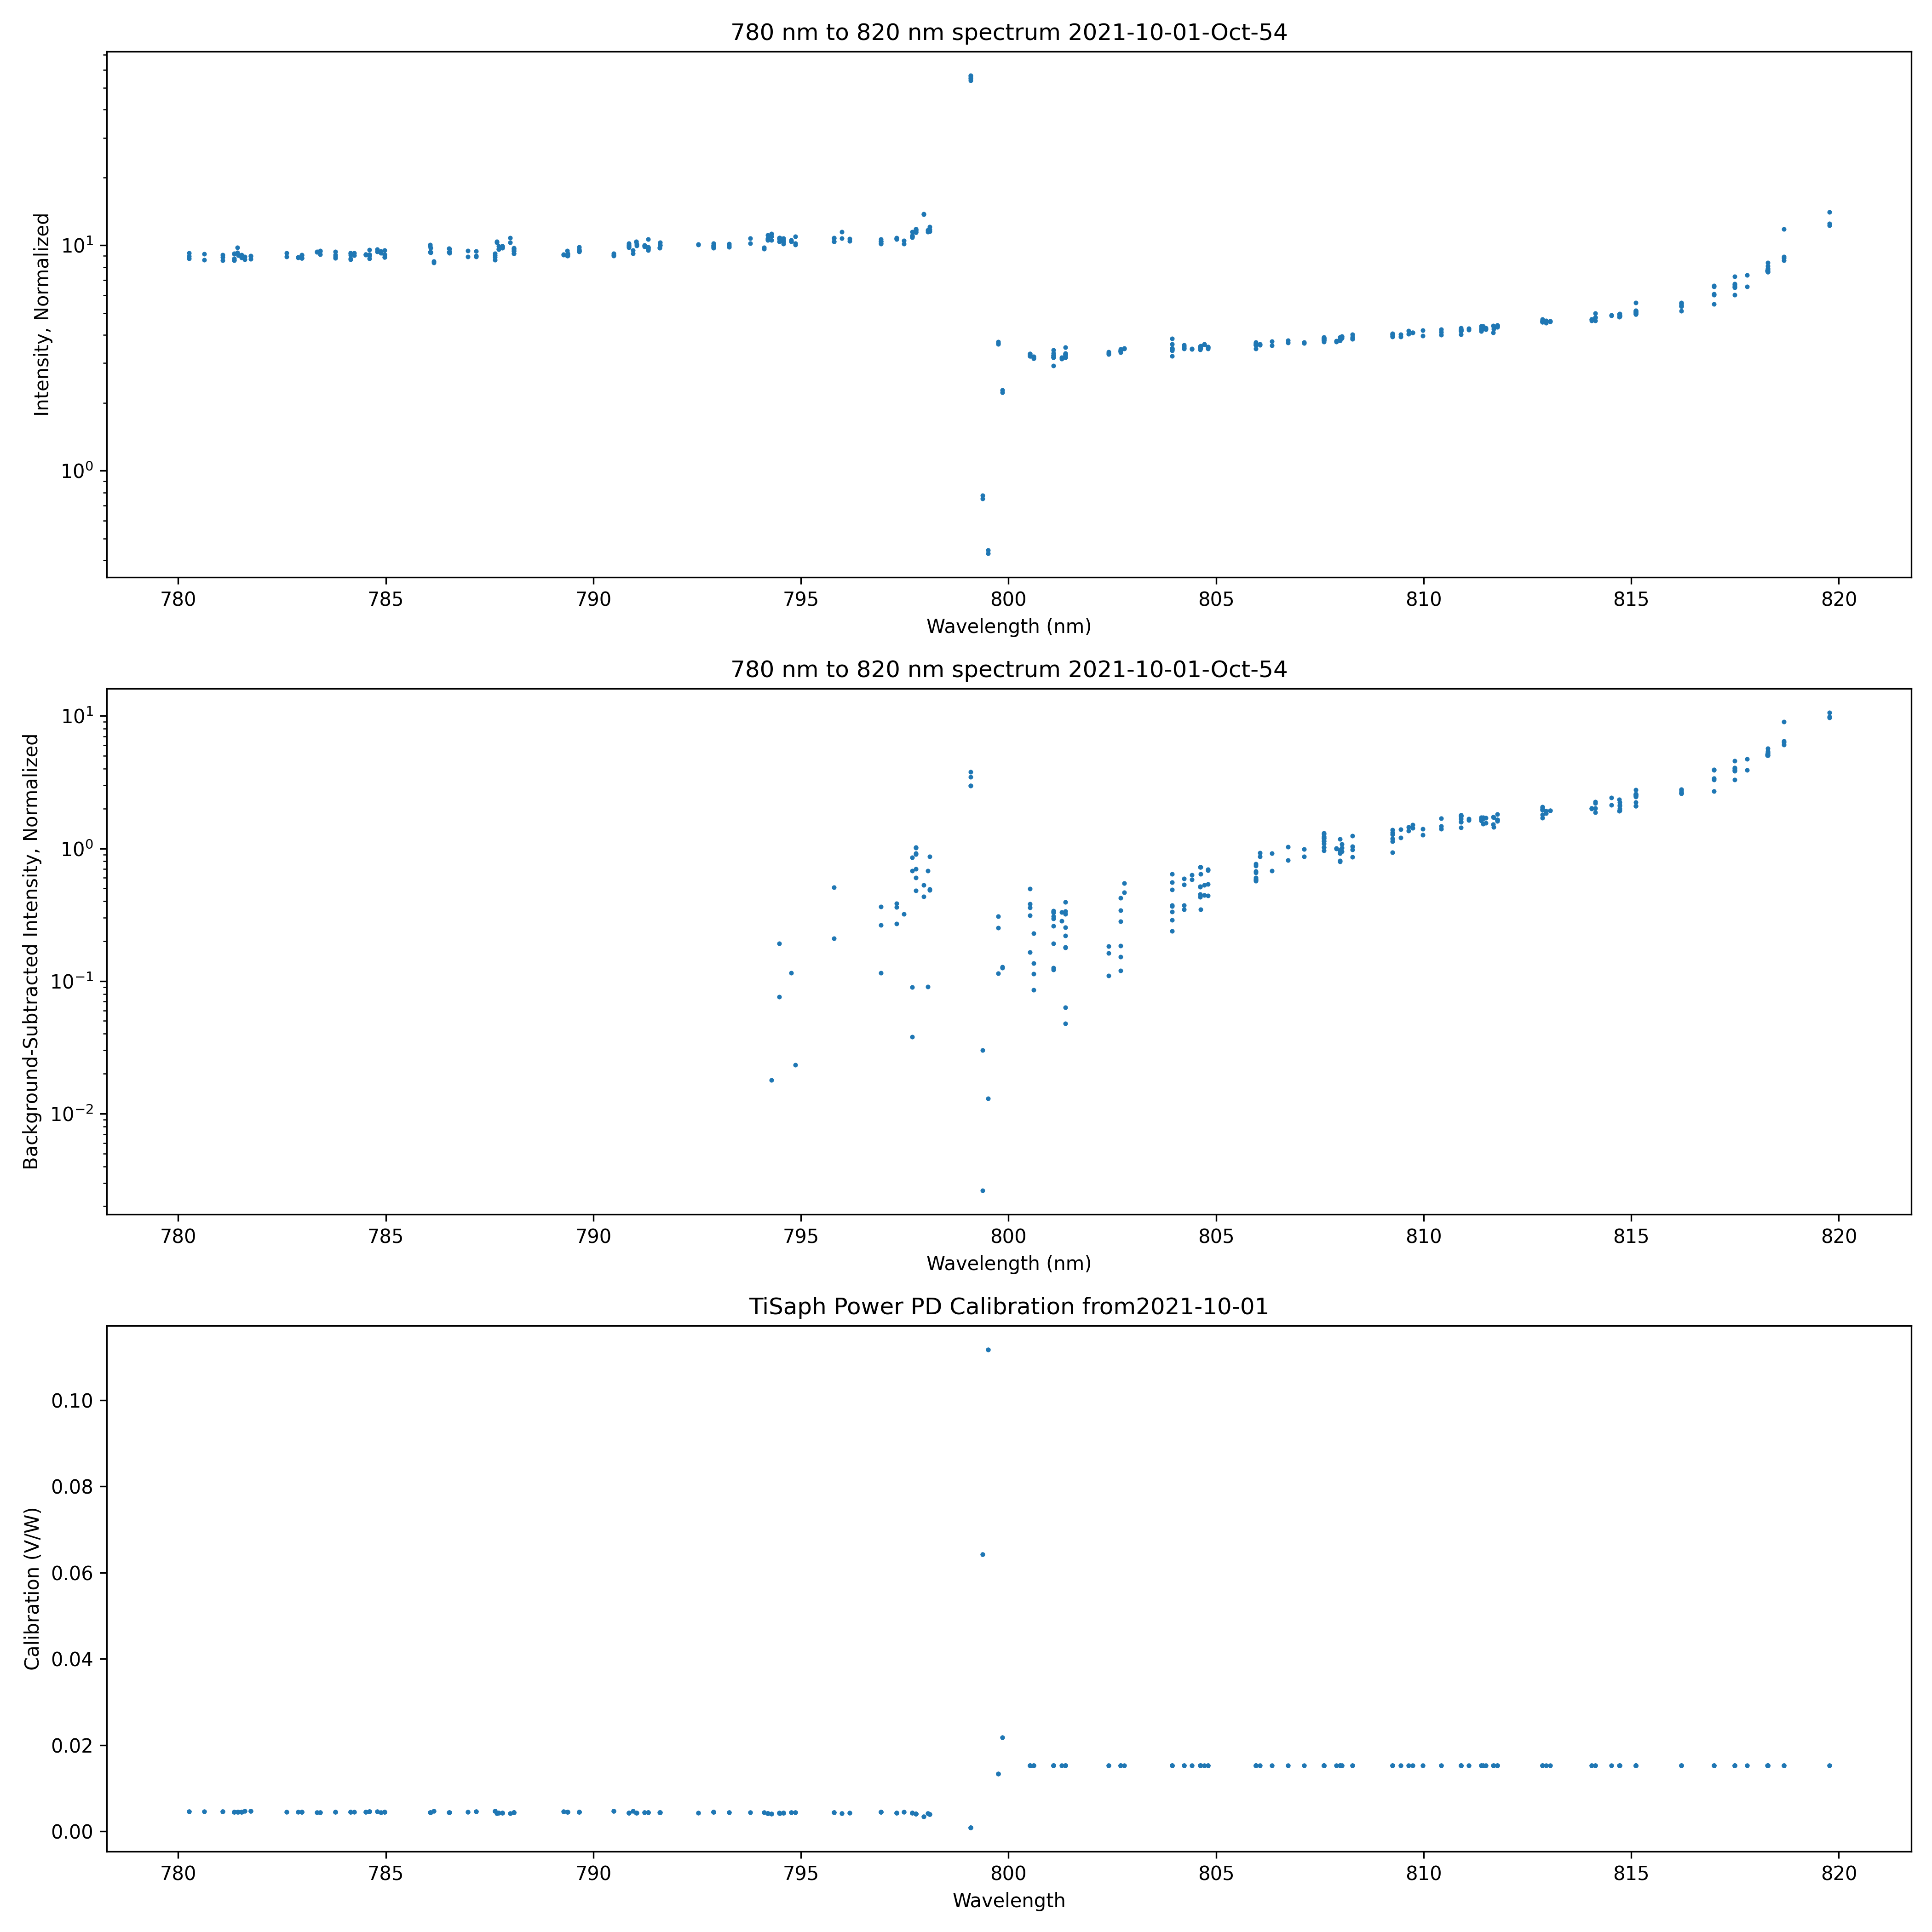 780 nm to 820 nm spectrum 2021-10-01-Oct-54
Intensity, Normalized
10¹
10⁰
780 785 790 795 800 805 810 815 820
Wavelength (nm)
780 nm to 820 nm spectrum 2021-10-01-Oct-54
Background-Subtracted Intensity, Normalized
10¹
10⁰
10⁻¹
10⁻²
780 785 790 795 800 805 810 815 820
Wavelength (nm)
TiSaph Power PD Calibration from2021-10-01
Calibration (V/W)
0.10
0.08
0.06
0.04
0.02
0.00
780 785 790 795 800 805 810 815 820
Wavelength